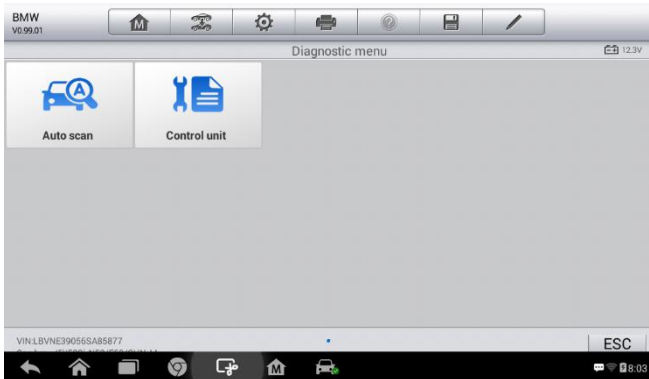 BMW
V0.99.01
Diagnostic menu
12.3V
Auto scan
Control unit
VIN:LBVNE39056SA85877
ESC
8:03